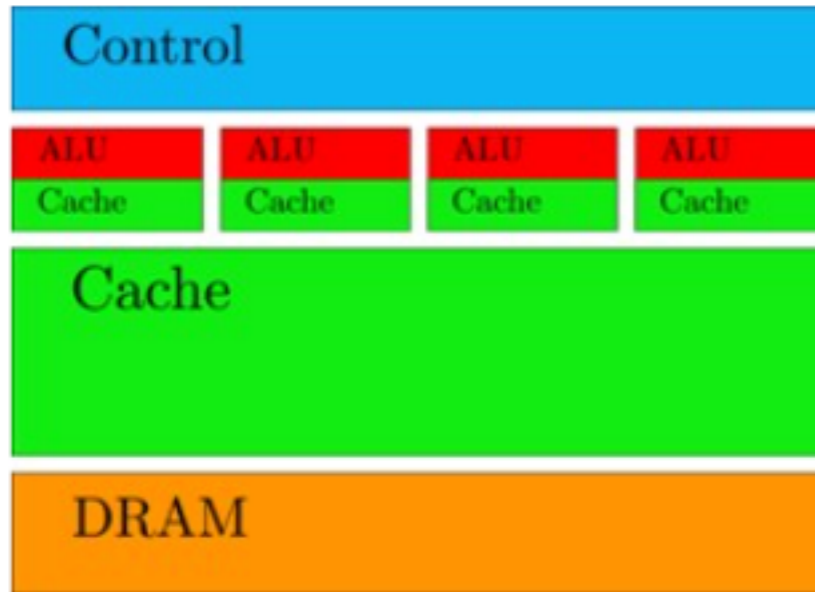 Control
ALU ALU ALU ALU
Cache Cache Cache Cache
Cache
DRAM